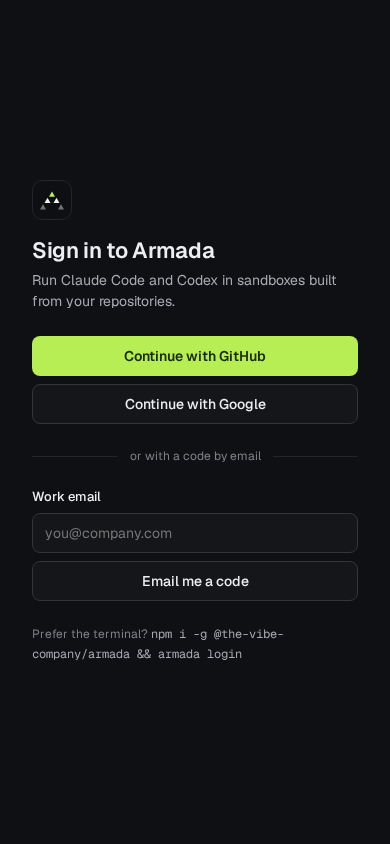 Sign in to Armada
Run Claude Code and Codex in sandboxes built
from your repositories.
Continue with GitHub
Continue with Google
or with a code by email
Work email
you@company.com
Email me a code
Prefer the terminal? npm i -g @the-vibe-
company/armada && armada login